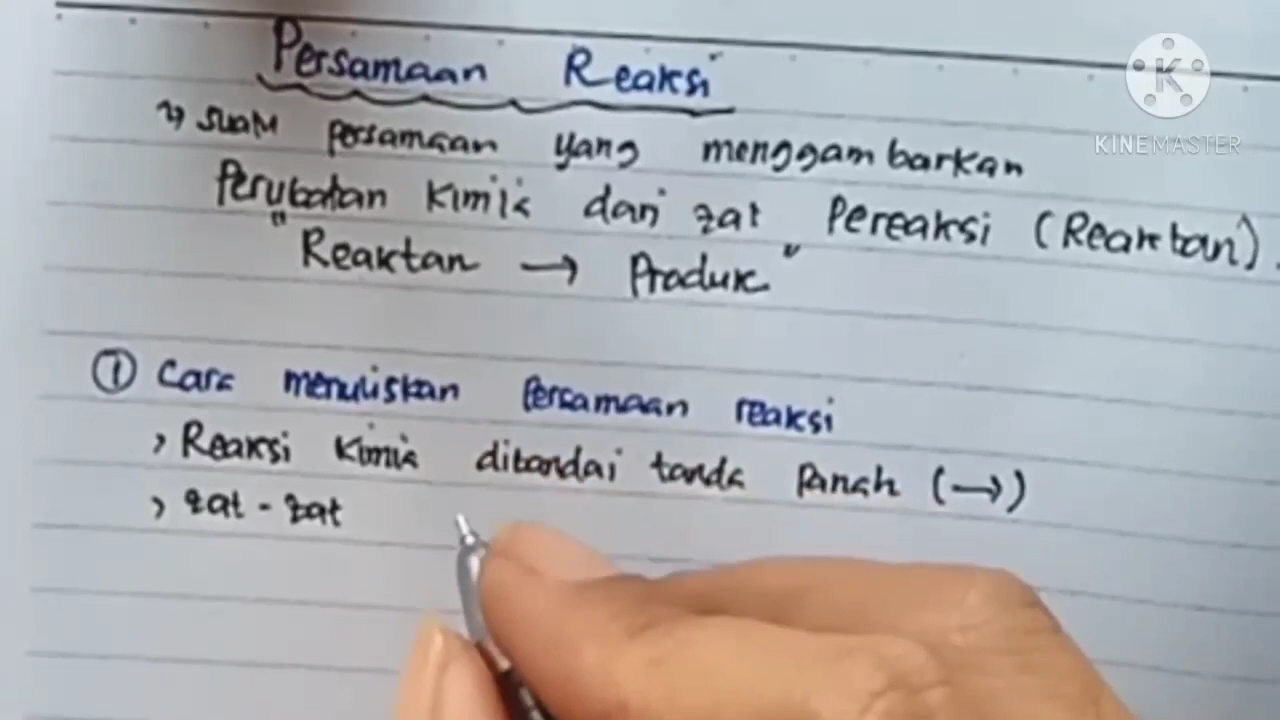 Persamaan Reaksi
KINEMASTER
↳ suatu persamaan yang menggambarkan
Perubahan kimia dari zat Pereaksi (Reaktan).
"Reaktan → Produk"
① Cara menuliskan Persamaan reaksi
, Reaksi kimia ditandai tanda Panah (→)
, zat - zat